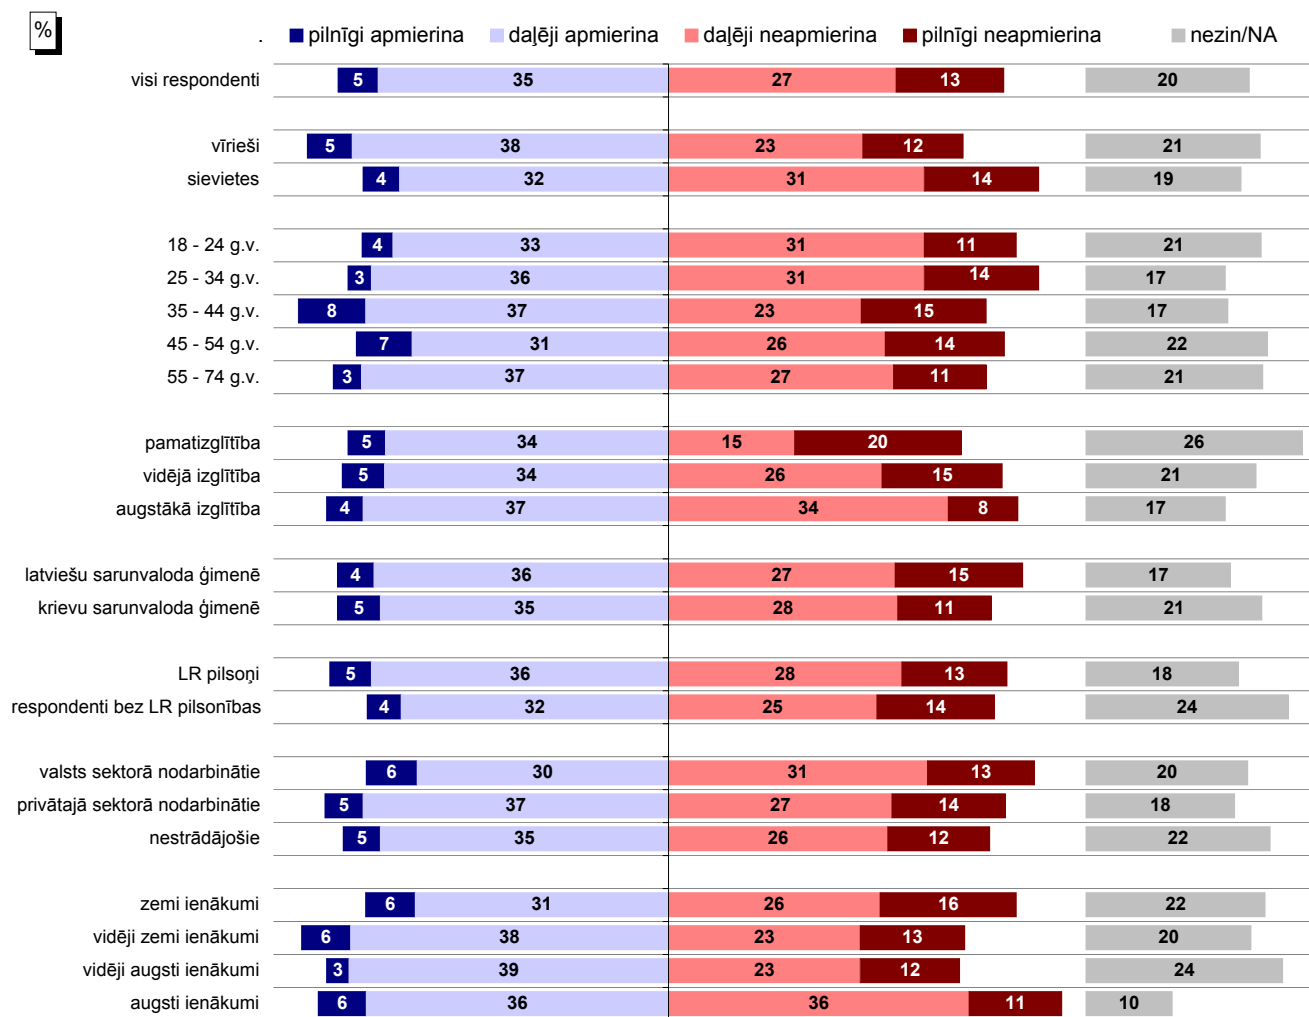 %
. pilnīgi apmierina daļēji apmierina daļēji neapmierina pilnīgi neapmierina nezin/NA
visi respondenti 5 35 27 13 20
vīrieši 5 38 23 12 21
sievietes 4 32 31 14 19
18 - 24 g.v. 4 33 31 11 21
25 - 34 g.v. 3 36 31 14 17
35 - 44 g.v. 8 37 23 15 17
45 - 54 g.v. 7 31 26 14 22
55 - 74 g.v. 3 37 27 11 21
pamatizglītība 5 34 15 20 26
vidējā izglītība 5 34 26 15 21
augstākā izglītība 4 37 34 8 17
latviešu sarunvaloda ģimenē 4 36 27 15 17
krievu sarunvaloda ģimenē 5 35 28 11 21
LR pilsoņi 5 36 28 13 18
respondenti bez LR pilsonības 4 32 25 14 24
valsts sektorā nodarbinātie 6 30 31 13 20
privātajā sektorā nodarbinātie 5 37 27 14 18
nestrādājošie 5 35 26 12 22
zemi ienākumi 6 31 26 16 22
vidēji zemi ienākumi 6 38 23 13 20
vidēji augsti ienākumi 3 39 23 12 24
augsti ienākumi 6 36 36 11 10